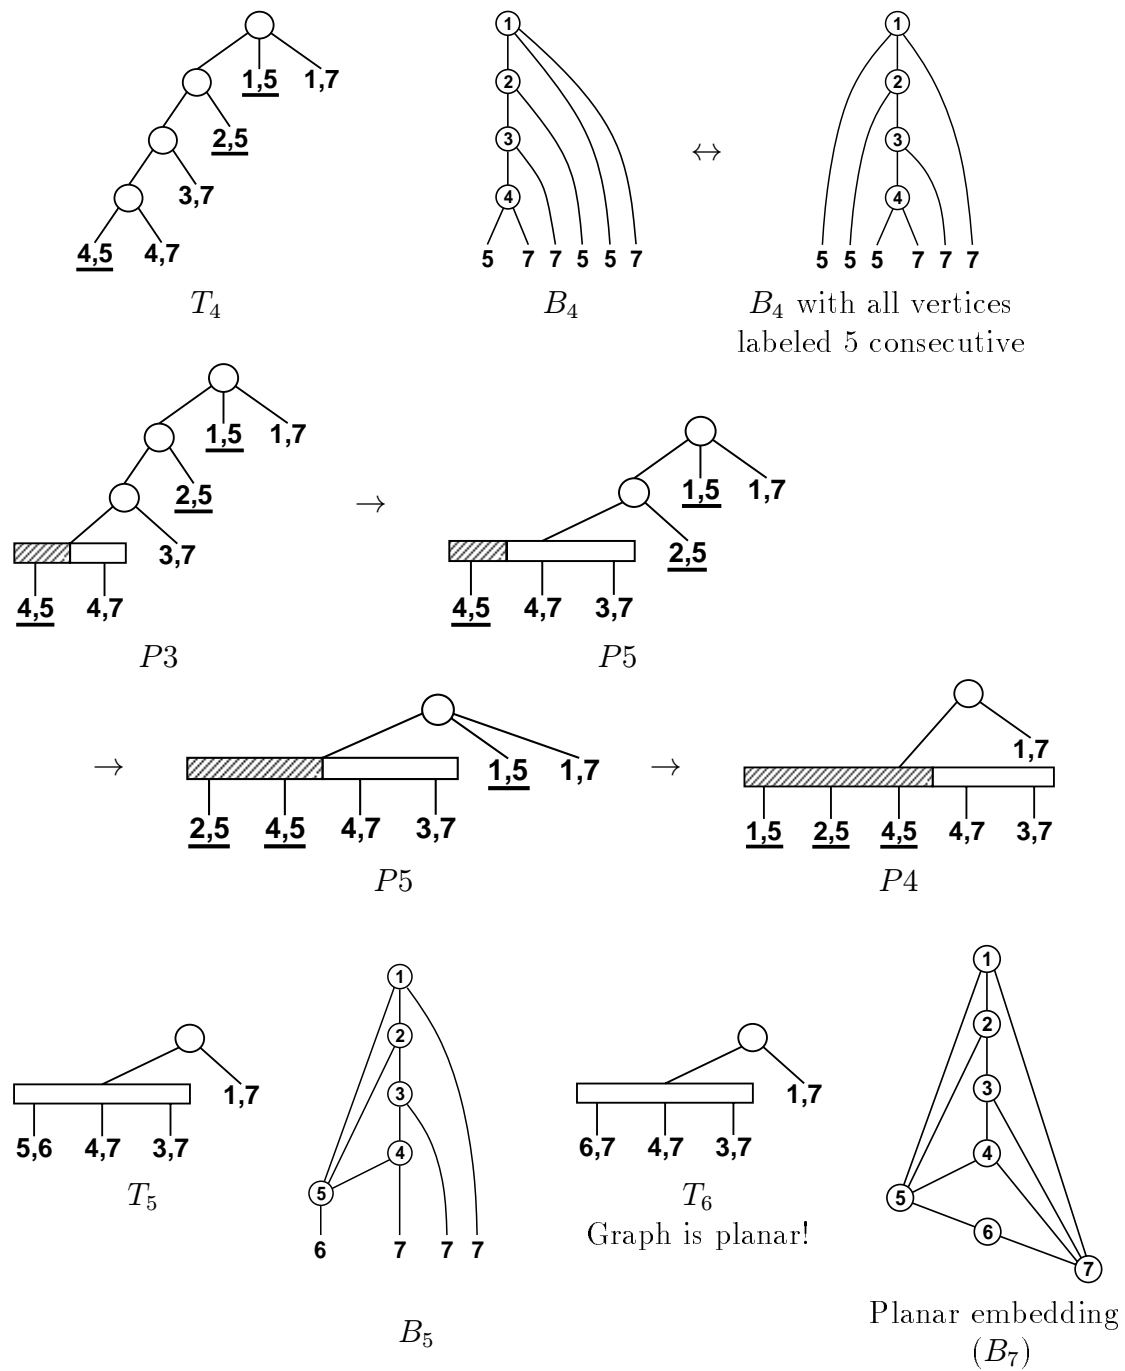 1,5 1,7
2,5
3,7
4,5 4,7
T4
1
2
3
4
5 7 7 5 5 7
B4
↔
1
2
3
4
5 5 5 7 7 7
B4 with all vertices
labeled 5 consecutive
1,5 1,7
2,5
3,7
4,5 4,7
P3
→
1,5 1,7
2,5
4,5 4,7 3,7
P5
→
1,5 1,7
2,5 4,5 4,7 3,7
P5
→
1,7
1,5 2,5 4,5 4,7 3,7
P4
1,7
5,6 4,7 3,7
T5
1
2
3
4
5
6 7 7 7
B5
1,7
6,7 4,7 3,7
T6
Graph is planar!
1
2
3
4
5
6
7
Planar embedding
(B7)